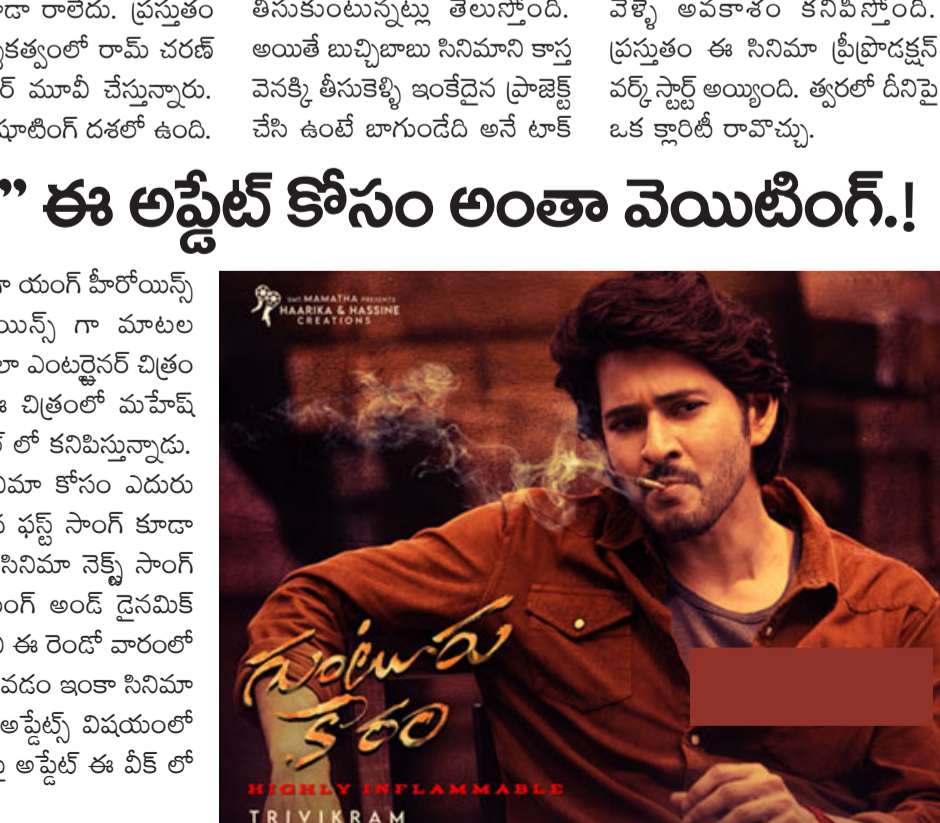 రాలేదు. ప్రస్తుతం
రామ్ చరణ్
మూవీ చేస్తున్నారు.
దశలో ఉంది.
తీసుకుంటున్నట్లు తెలుస్తోంది.
అయితే బుచ్చిబాబు సినిమాని కాస్త
వెనక్కి తీసుకెళ్ళి ఇంకేదైన ప్రాజెక్ట్
చేసి ఉంటే బాగుండేది అనే టాక్
వెళ్ళే అవకాశం కనిపిస్తోంది.
ప్రస్తుతం ఈ సినిమా ప్రీప్రొడక్షన్
వర్క్ స్టార్ట్ అయ్యింది. త్వరలో దీనిపై
ఒక క్లారిటీ రావొచ్చు.
” ఈ అప్డేట్ కోసం అంతా వెయిటింగ్.!
యంగ్ హీరోయిన్స్
గా మాటల
ఎంటర్టైనర్ చిత్రం
చిత్రంలో మహేష్
లో కనిపిస్తున్నాడు.
కోసం ఎదురు
ఫస్ట్ సాంగ్ కూడా
సినిమా నెక్స్ట్ సాంగ్
అండ్ డైనమిక్
ఈ రెండో వారంలో
ఇంకా సినిమా
అప్డేట్స్ విషయంలో
అప్డేట్ ఈ వీక్ లో
SMT. MAMATHA PRESENTS
HAARIKA & HASSINE
CREATIONS
గుంటూరు
కారం
HIGHLY INFLAMMABLE
TRIVIKRAM